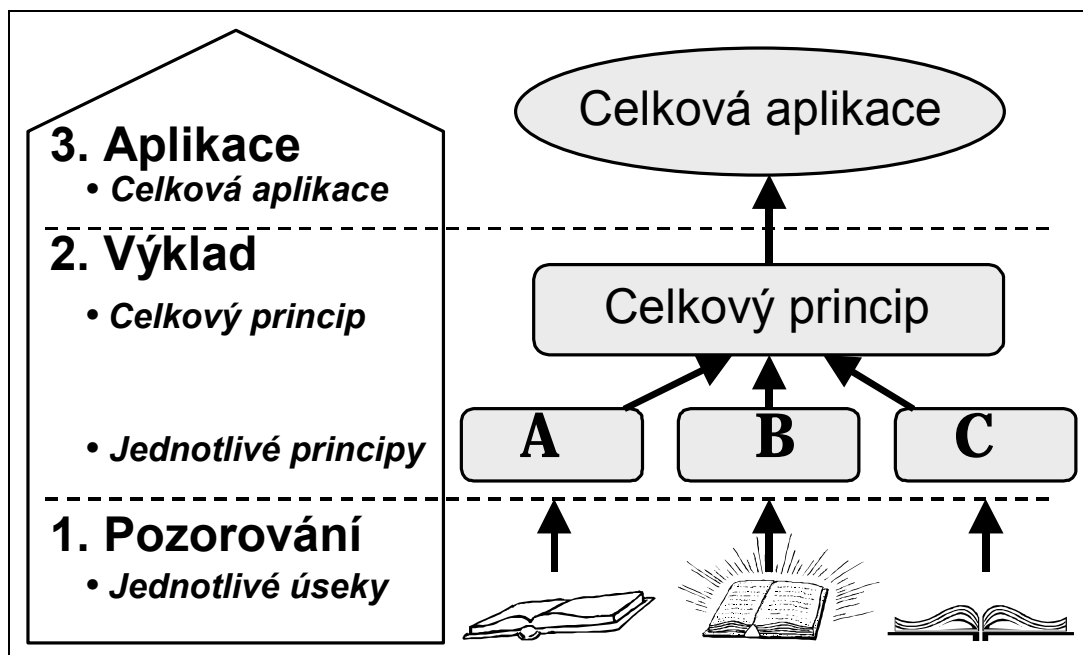 3. Aplikace
• Celková aplikace
2. Výklad
• Celkový princip
• Jednotlivé principy
1. Pozorování
• Jednotlivé úseky
Celková aplikace
Celkový princip
A B C